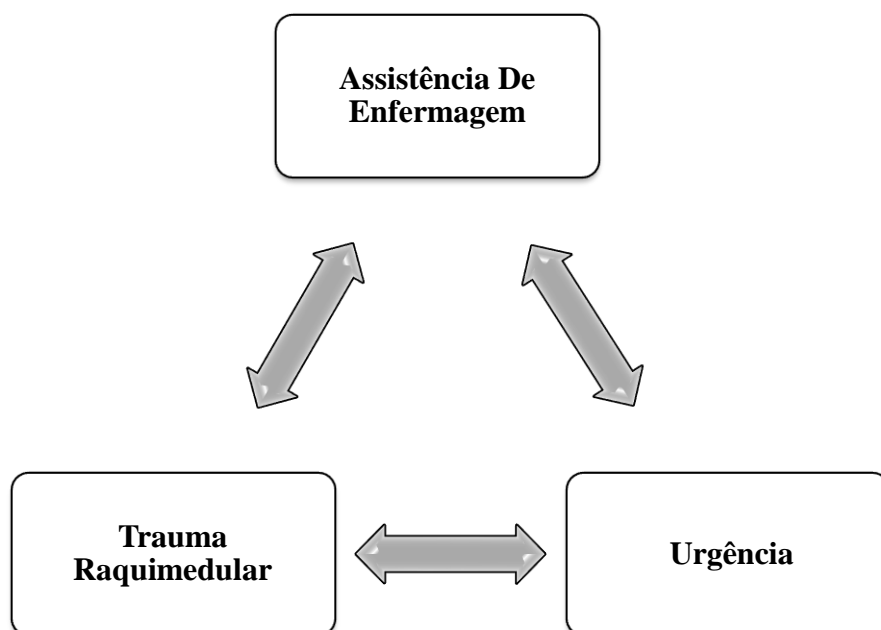 Assistência De
Enfermagem
Trauma
Raquimedular
Urgência